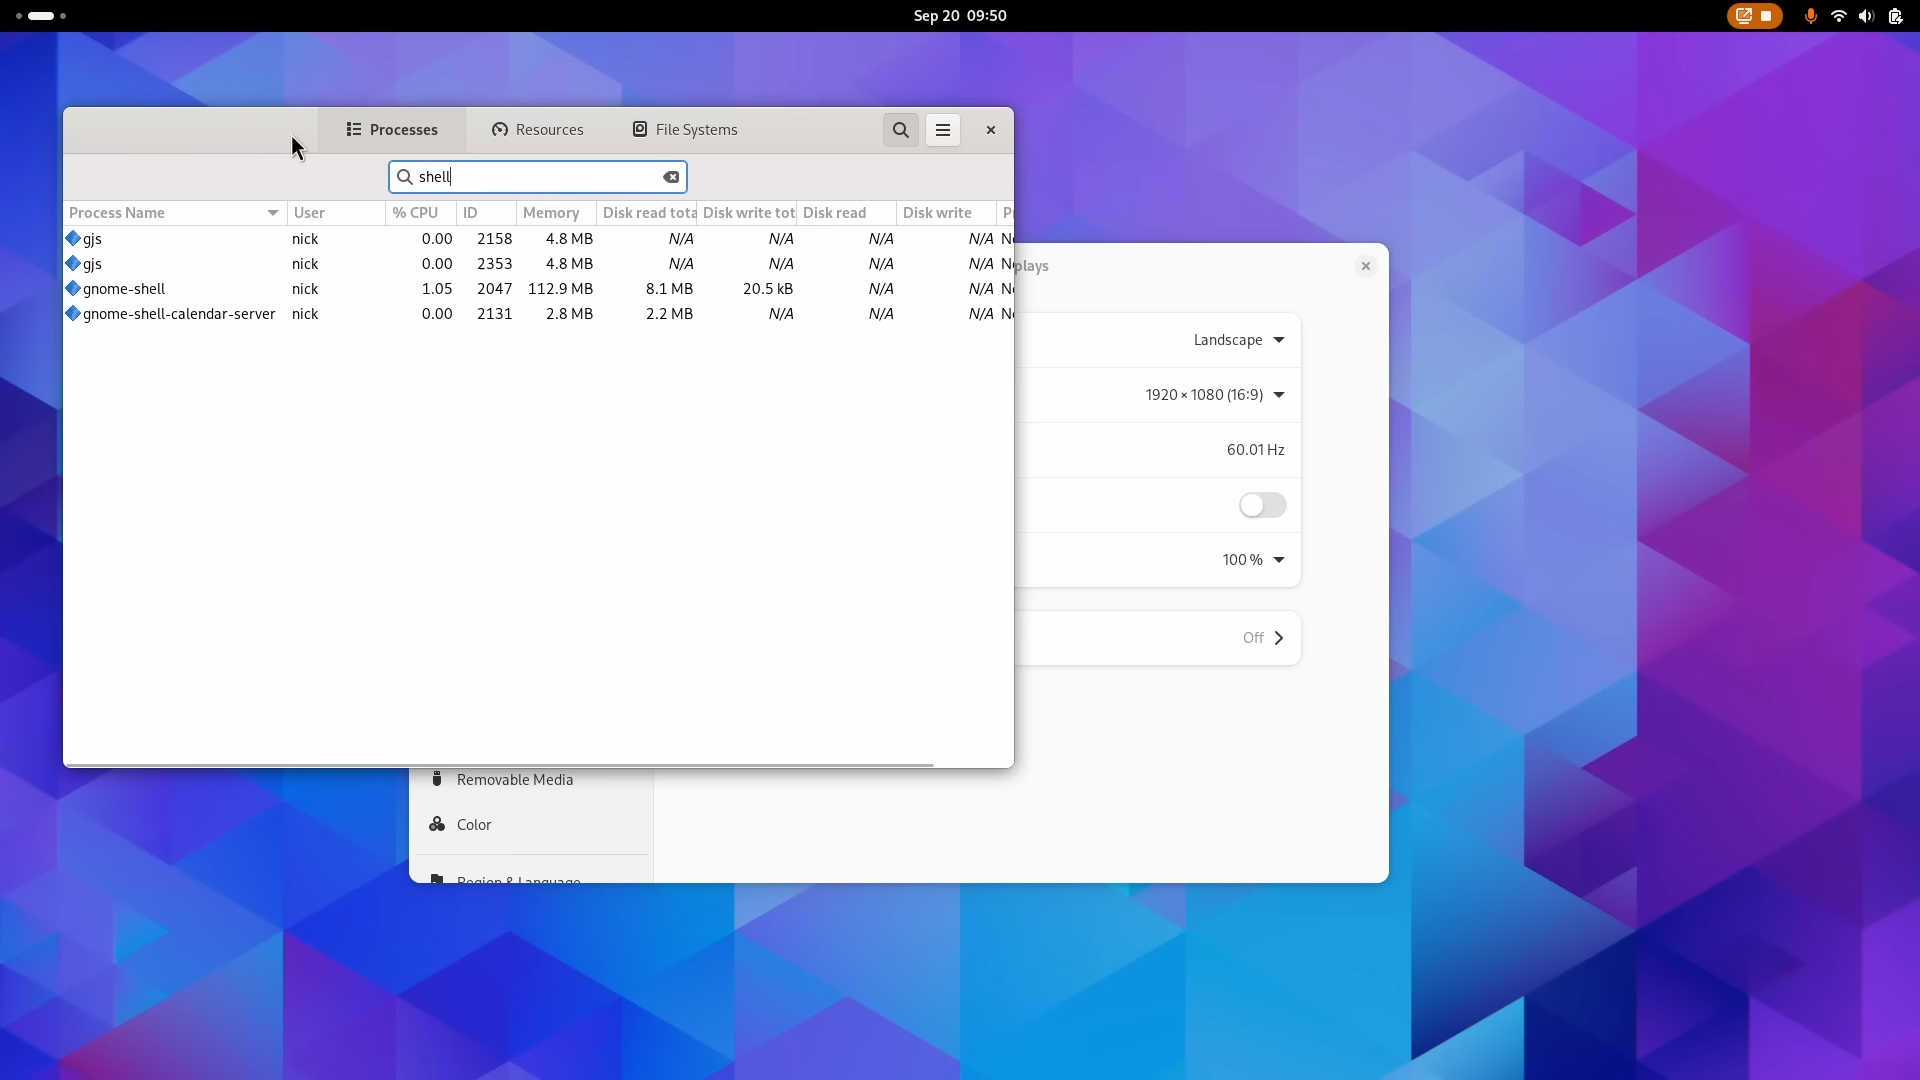 Sep 20 09:50
Processes Resources File Systems
shell
Process Name User % CPU ID Memory Disk read tota Disk write tot Disk read Disk write
gjs nick 0.00 2158 4.8 MB N/A N/A N/A N/A
gjs nick 0.00 2353 4.8 MB N/A N/A N/A N/A
gnome-shell nick 1.05 2047 112.9 MB 8.1 MB 20.5 kB N/A N/A
gnome-shell-calendar-server nick 0.00 2131 2.8 MB 2.2 MB N/A N/A N/A
plays
Landscape
1920 × 1080 (16:9)
60.01 Hz
100 %
Off
Removable Media
Color
Region & Language